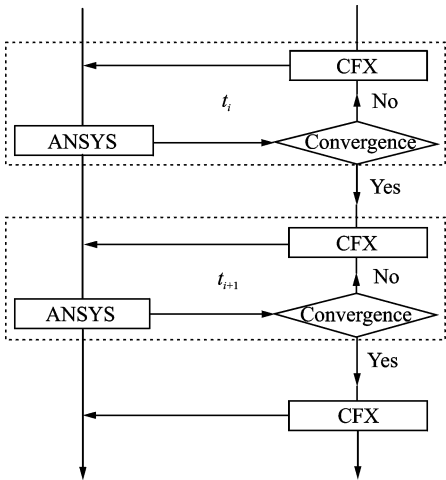 CFX
No
t_i
ANSYS
Convergence
Yes
CFX
No
t_{i+1}
ANSYS
Convergence
Yes
CFX